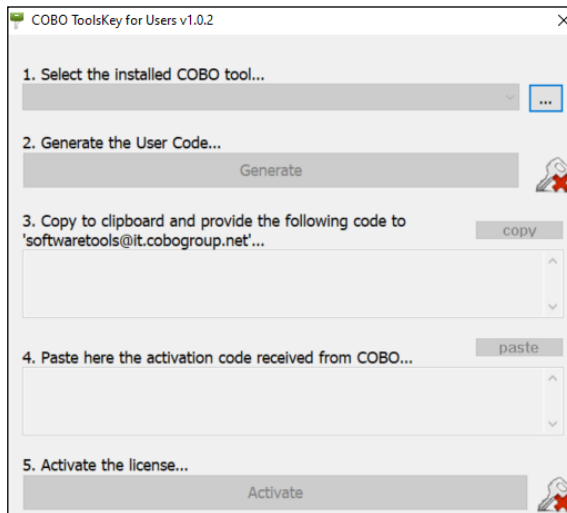 COBO ToolsKey for Users v1.0.2
1. Select the installed COBO tool...
...
2. Generate the User Code...
Generate
3. Copy to clipboard and provide the following code to
'softwaretools@it.cobogroup.net'...
copy
4. Paste here the activation code received from COBO...
paste
5. Activate the license...
Activate